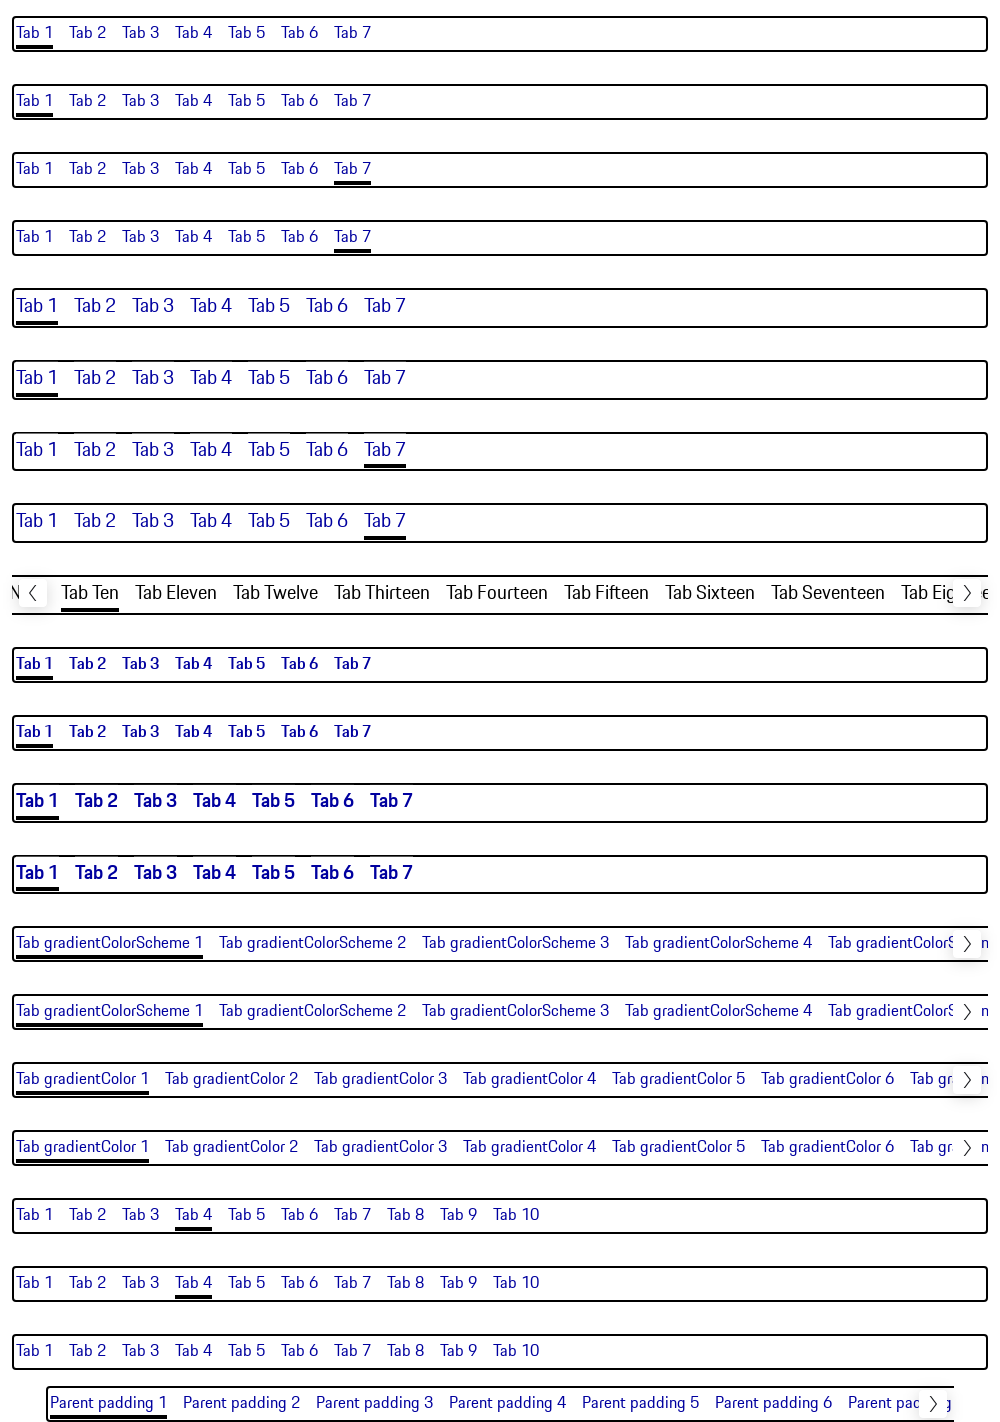 Tab 1 Tab 2 Tab 3 Tab 4 Tab 5 Tab 6 Tab 7
Tab 1 Tab 2 Tab 3 Tab 4 Tab 5 Tab 6 Tab 7
Tab 1 Tab 2 Tab 3 Tab 4 Tab 5 Tab 6 Tab 7
Tab 1 Tab 2 Tab 3 Tab 4 Tab 5 Tab 6 Tab 7
Tab 1 Tab 2 Tab 3 Tab 4 Tab 5 Tab 6 Tab 7
Tab 1 Tab 2 Tab 3 Tab 4 Tab 5 Tab 6 Tab 7
Tab 1 Tab 2 Tab 3 Tab 4 Tab 5 Tab 6 Tab 7
Tab 1 Tab 2 Tab 3 Tab 4 Tab 5 Tab 6 Tab 7
Tab Ten Tab Eleven Tab Twelve Tab Thirteen Tab Fourteen Tab Fifteen Tab Sixteen Tab Seventeen Tab
Tab 1 Tab 2 Tab 3 Tab 4 Tab 5 Tab 6 Tab 7
Tab 1 Tab 2 Tab 3 Tab 4 Tab 5 Tab 6 Tab 7
Tab 1 Tab 2 Tab 3 Tab 4 Tab 5 Tab 6 Tab 7
Tab 1 Tab 2 Tab 3 Tab 4 Tab 5 Tab 6 Tab 7
Tab gradientColorScheme 1 Tab gradientColorScheme 2 Tab gradientColorScheme 3 Tab gradientColorScheme 4 Tab
Tab gradientColorScheme 1 Tab gradientColorScheme 2 Tab gradientColorScheme 3 Tab gradientColorScheme 4 Tab
Tab gradientColor 1 Tab gradientColor 2 Tab gradientColor 3 Tab gradientColor 4 Tab gradientColor 5 Tab gradientColor 6 Tab
Tab gradientColor 1 Tab gradientColor 2 Tab gradientColor 3 Tab gradientColor 4 Tab gradientColor 5 Tab gradientColor 6 Tab
Tab 1 Tab 2 Tab 3 Tab 4 Tab 5 Tab 6 Tab 7 Tab 8 Tab 9 Tab 10
Tab 1 Tab 2 Tab 3 Tab 4 Tab 5 Tab 6 Tab 7 Tab 8 Tab 9 Tab 10
Tab 1 Tab 2 Tab 3 Tab 4 Tab 5 Tab 6 Tab 7 Tab 8 Tab 9 Tab 10
Parent padding 1 Parent padding 2 Parent padding 3 Parent padding 4 Parent padding 5 Parent padding 6 Parent